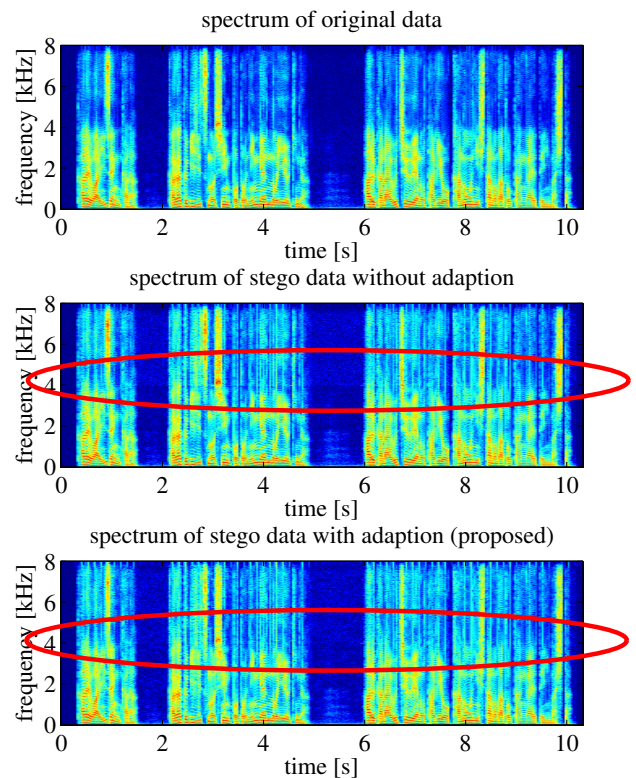 spectrum of original data
frequency [kHz]
8
6
4
2
0
0 2 4 6 8 10
time [s]
spectrum of stego data without adaption
frequency [kHz]
8
6
4
2
0
0 2 4 6 8 10
time [s]
spectrum of stego data with adaption (proposed)
frequency [kHz]
8
6
4
2
0
0 2 4 6 8 10
time [s]